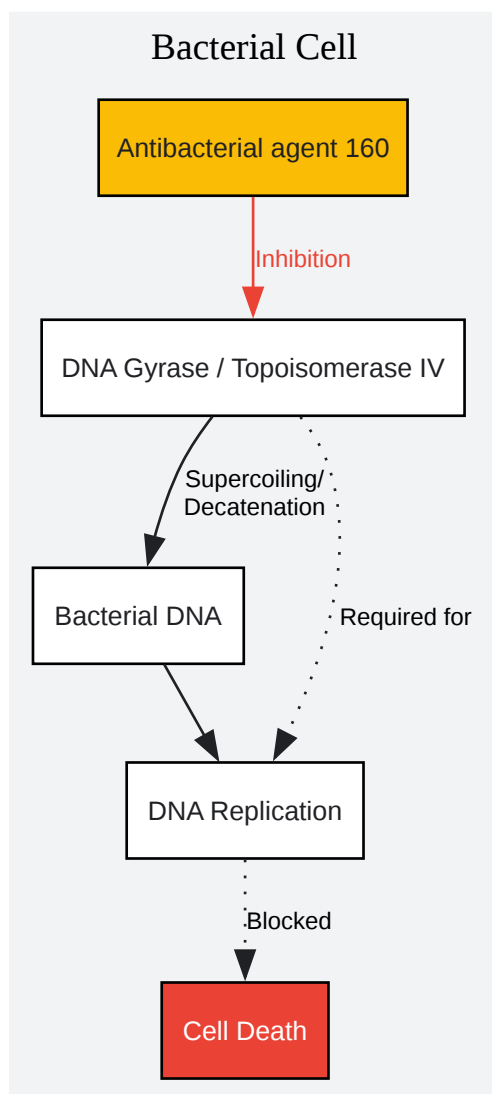 Bacterial Cell
Antibacterial agent 160
Inhibition
DNA Gyrase / Topoisomerase IV
Supercoiling/
Decatenation
Bacterial DNA
Required for
DNA Replication
Blocked
Cell Death